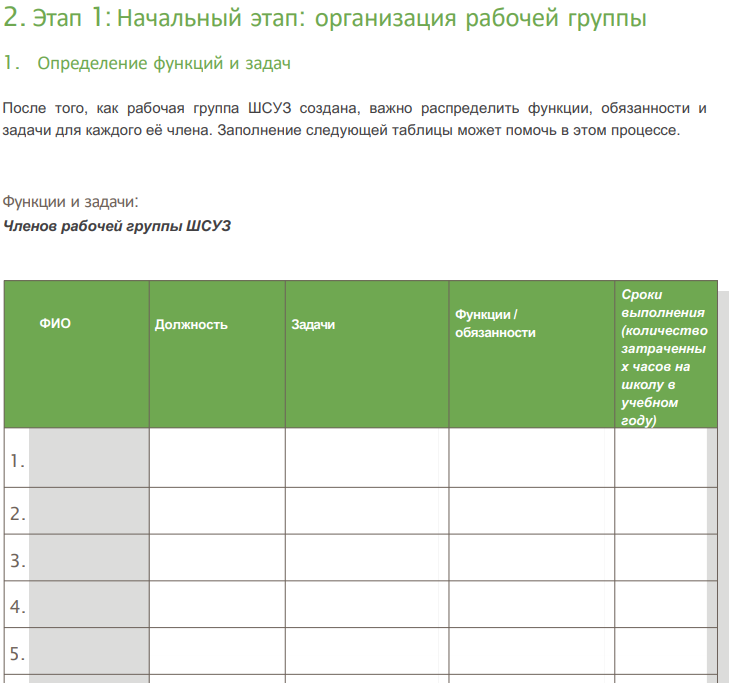 2. Этап 1: Начальный этап: организация рабочей группы
1. Определение функций и задач
После того, как рабочая группа ШСУЗ создана, важно распределить функции, обязанности и
задачи для каждого её члена. Заполнение следующей таблицы может помочь в этом процессе.
Функции и задачи:
Членов рабочей группы ШСУЗ
ФИО
Должность
Задачи
Функции /
обязанности
Сроки
выполнения
(количество
затраченны
х часов на
школу в
учебном
году)
1.
2.
3.
4.
5.